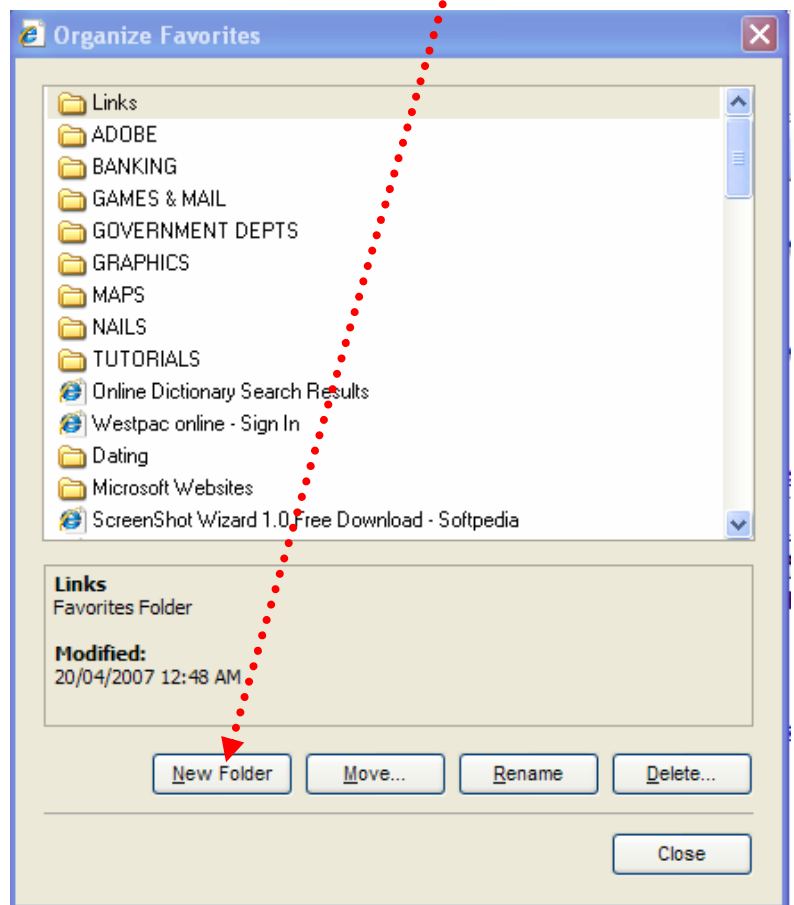 Organize Favorites
Links
ADOBE
BANKING
GAMES & MAIL
GOVERNMENT DEPTS
GRAPHICS
MAPS
NAILS
TUTORIALS
Online Dictionary Search Results
Westpac online - Sign In
Dating
Microsoft Websites
ScreenShot Wizard 1.0 Free Download - Softpedia
Links
Favorites Folder
Modified:
20/04/2007 12:48 AM
New Folder Move... Rename Delete...
Close